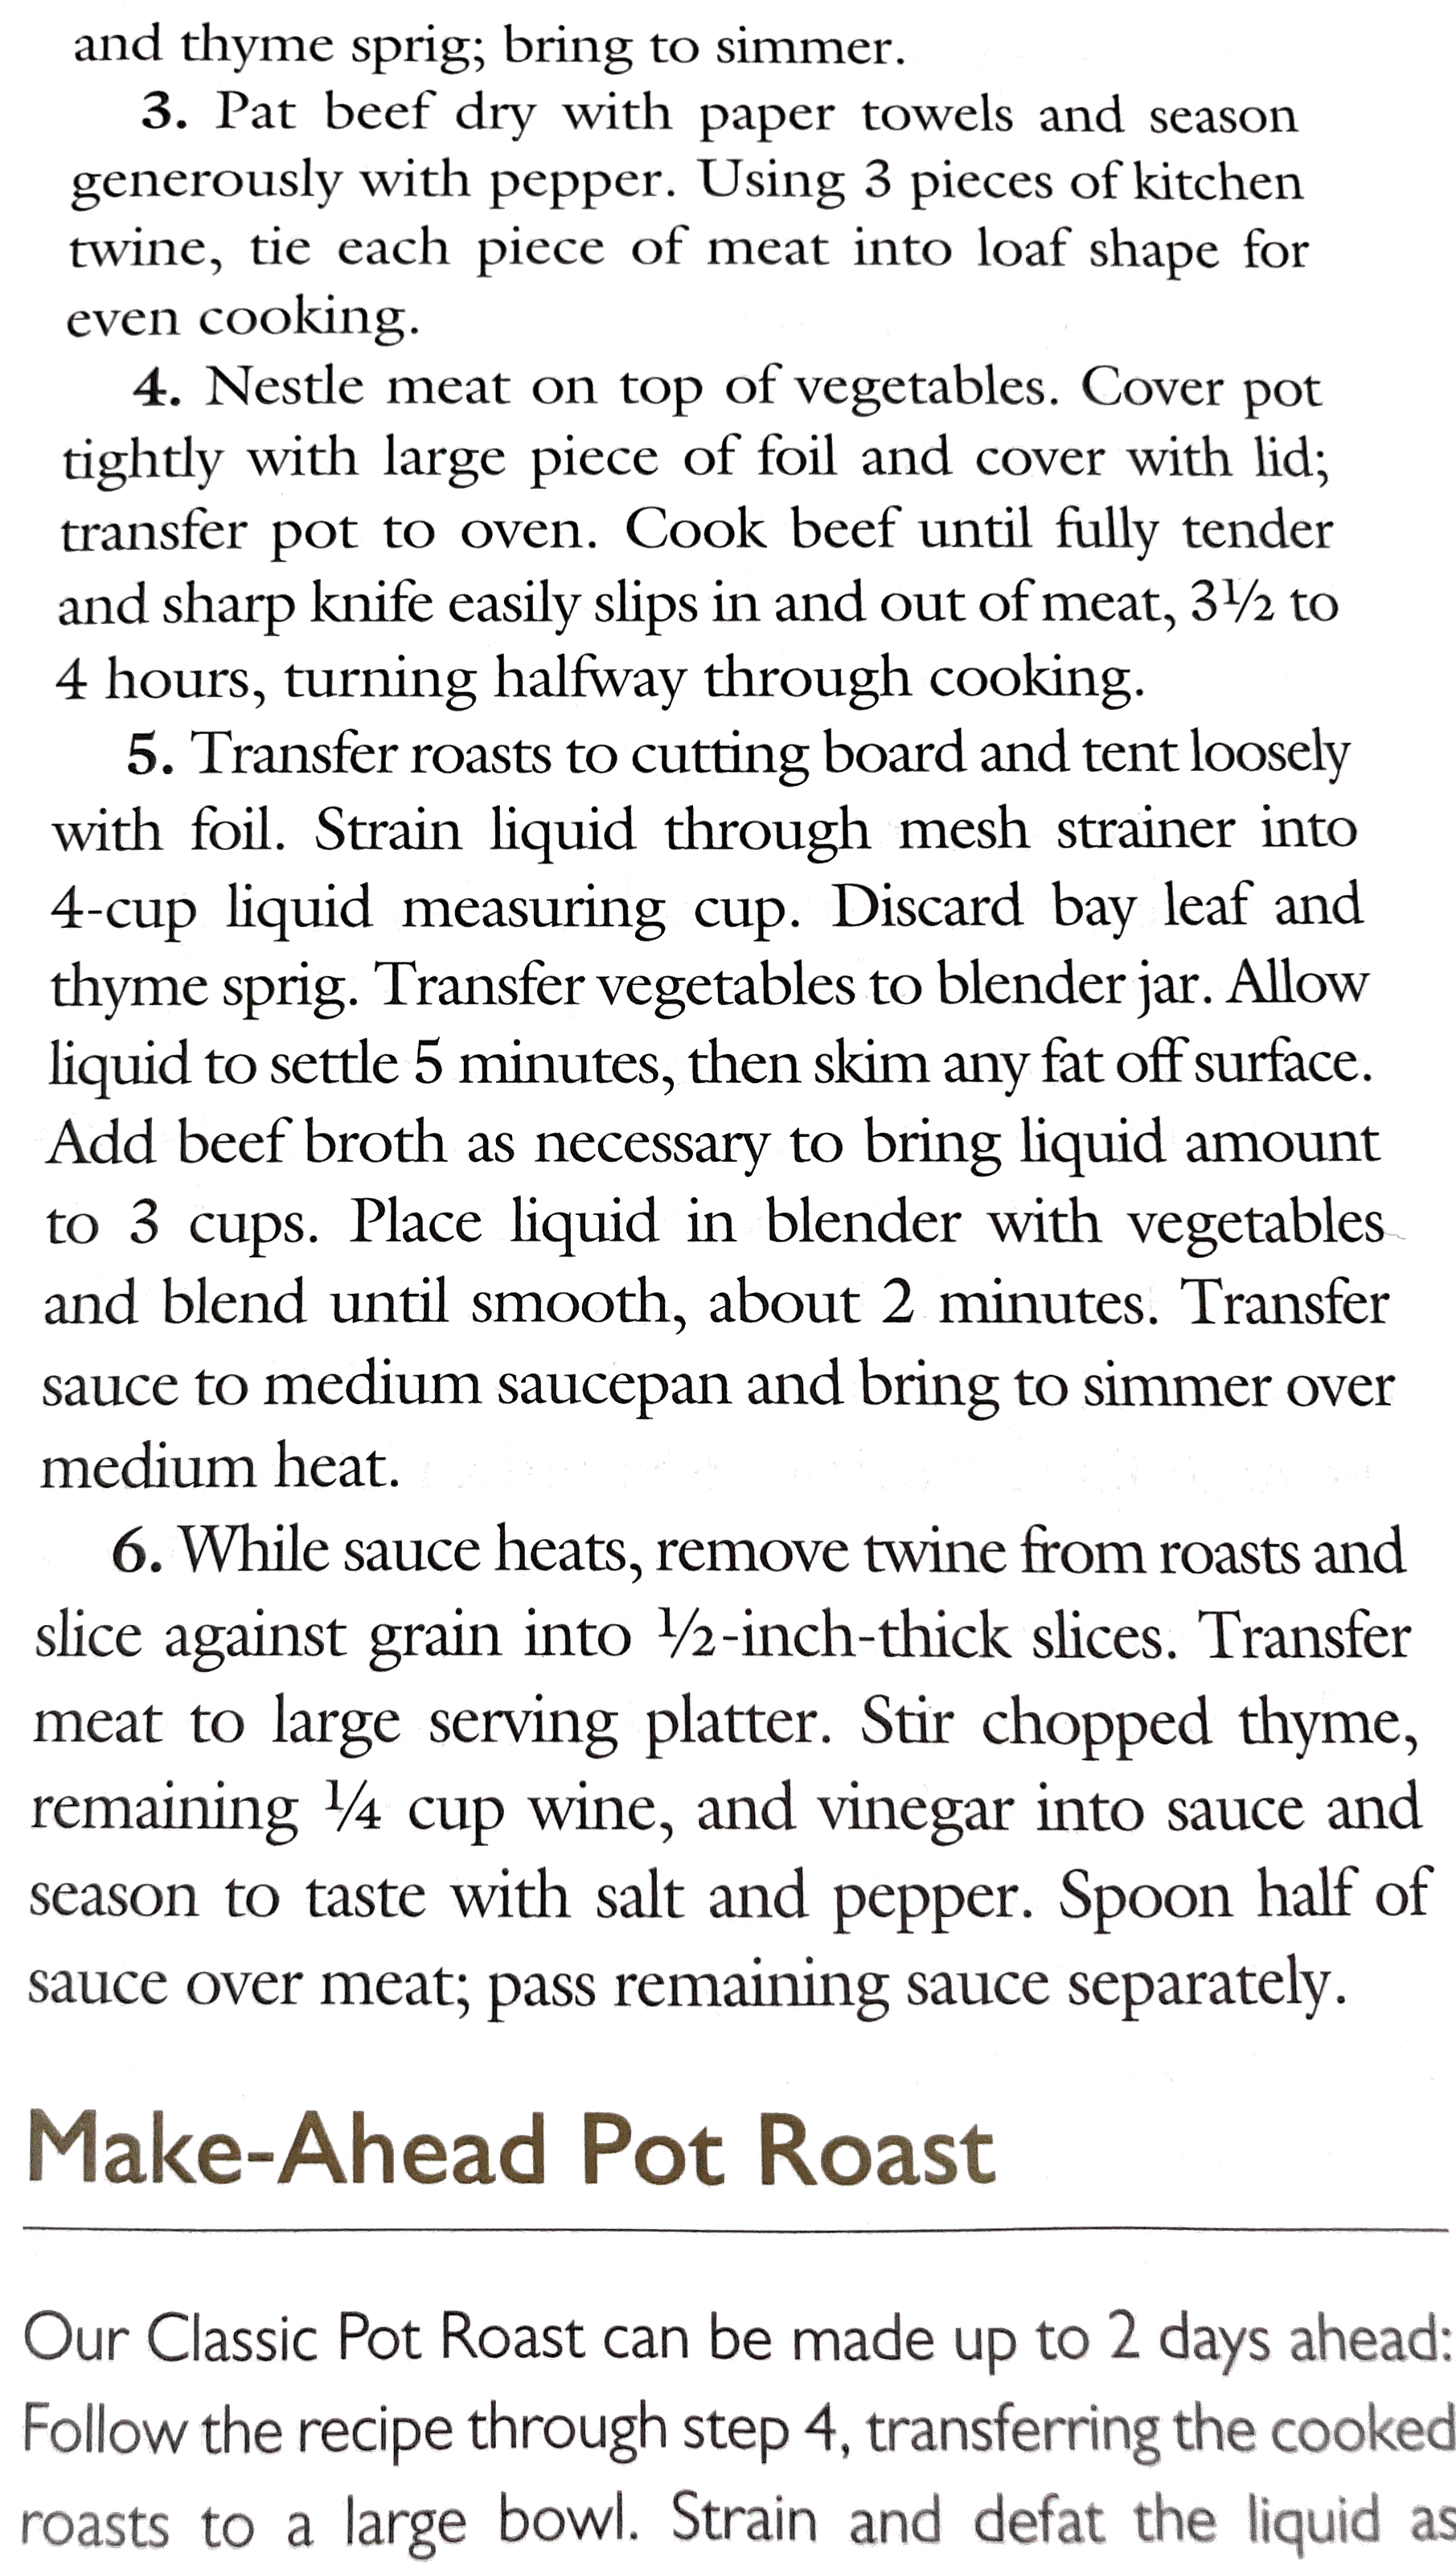 and thyme sprig; bring to simmer.
3. Pat beef dry with paper towels and season
generously with pepper. Using 3 pieces of kitchen
twine, tie each piece of meat into loaf shape for
even cooking.
4. Nestle meat on top of vegetables. Cover pot
tightly with large piece of foil and cover with lid;
transfer pot to oven. Cook beef until fully tender
and sharp knife easily slips in and out of meat, 3½ to
4 hours, turning halfway through cooking.
5. Transfer roasts to cutting board and tent loosely
with foil. Strain liquid through mesh strainer into
4-cup liquid measuring cup. Discard bay leaf and
thyme sprig. Transfer vegetables to blender jar. Allow
liquid to settle 5 minutes, then skim any fat off surface.
Add beef broth as necessary to bring liquid amount
to 3 cups. Place liquid in blender with vegetables
and blend until smooth, about 2 minutes. Transfer
sauce to medium saucepan and bring to simmer over
medium heat.
6. While sauce heats, remove twine from roasts and
slice against grain into ½-inch-thick slices. Transfer
meat to large serving platter. Stir chopped thyme,
remaining ¼ cup wine, and vinegar into sauce and
season to taste with salt and pepper. Spoon half of
sauce over meat; pass remaining sauce separately.
Make-Ahead Pot Roast
Our Classic Pot Roast can be made up to 2 days ahead:
Follow the recipe through step 4, transferring the cooked
roasts to a large bowl. Strain and defat the liquid as